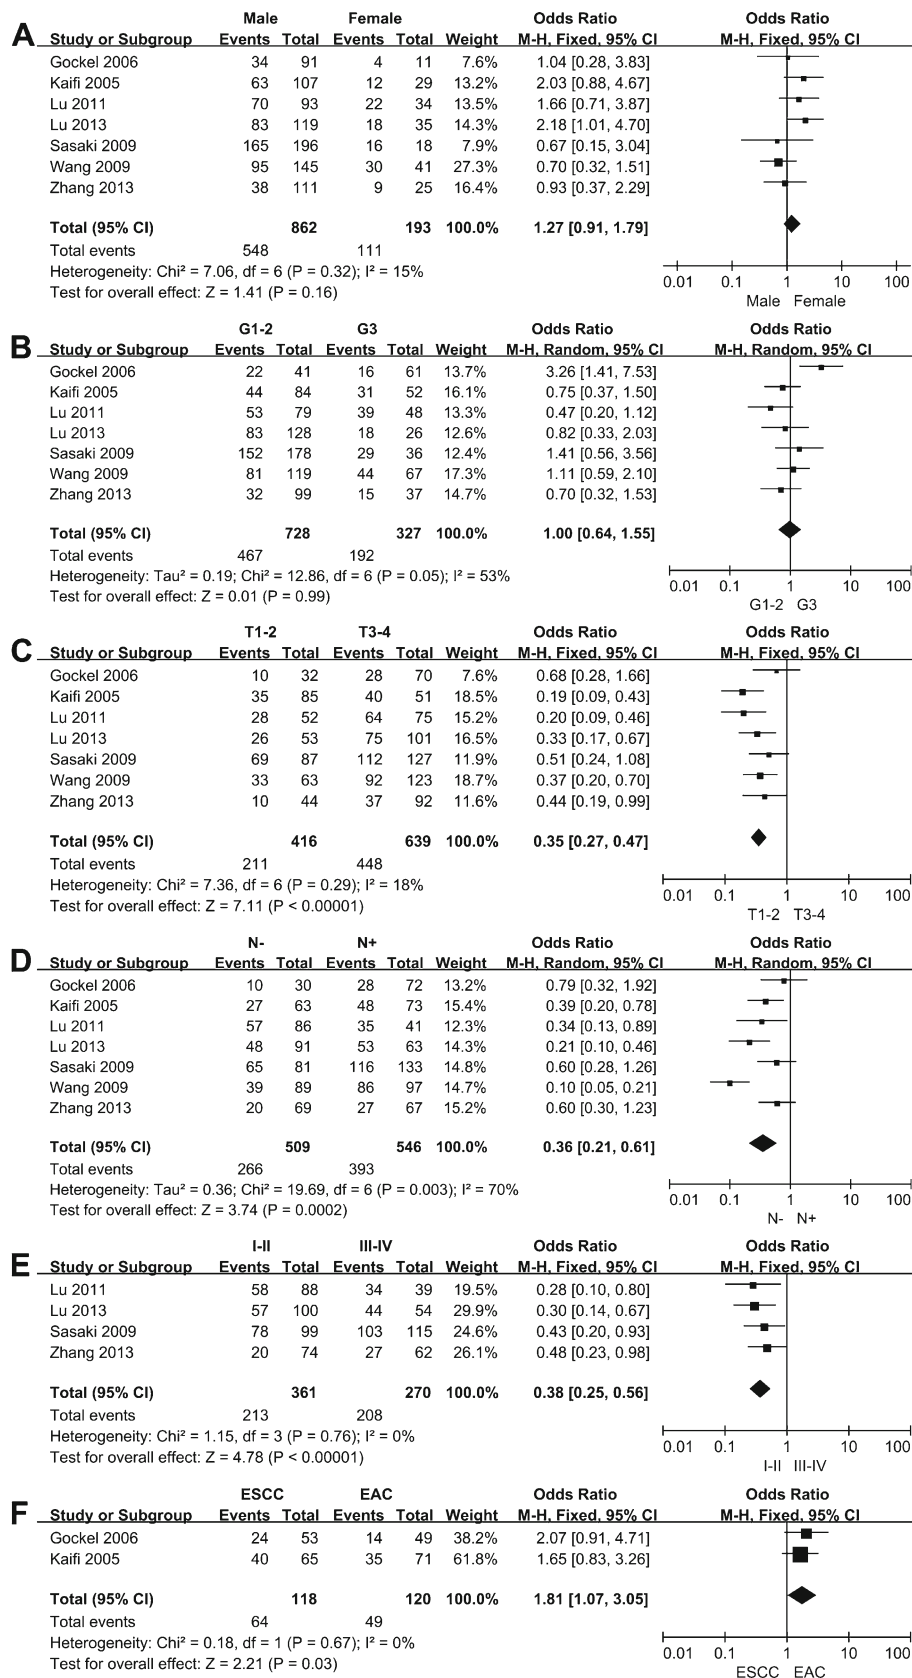 A
Male Female Odds Ratio Odds Ratio
Study or Subgroup Events Total Events Total Weight M-H, Fixed, 95% CI M-H, Fixed, 95% CI
Gockel 2006 34 91 4 11 7.6% 1.04 [0.28, 3.83]
Kaifi 2005 63 107 12 29 13.2% 2.03 [0.88, 4.67]
Lu 2011 70 93 22 34 13.5% 1.66 [0.71, 3.87]
Lu 2013 83 119 18 35 14.3% 2.18 [1.01, 4.70]
Sasaki 2009 165 196 16 18 7.6% 0.67 [0.15, 3.04]
Wang 2009 95 145 30 41 27.3% 0.70 [0.32, 1.51]
Zhang 2013 38 111 9 25 16.4% 0.93 [0.37, 2.29]
Total (95% CI) 862 193 100.0% 1.27 [0.91, 1.79]
Total events 548 111
Heterogeneity: Chi² = 7.06, df = 6 (P = 0.32); I² = 15%
Test for overall effect: Z = 1.41 (P = 0.16)
0.01 0.1 1 10 100
Male Female
B
G1-2 G3 Odds Ratio Odds Ratio
Study or Subgroup Events Total Events Total Weight M-H, Random, 95% CI M-H, Random, 95% CI
Gockel 2006 22 41 16 61 13.7% 3.26 [1.41, 7.53]
Kaifi 2005 44 84 31 52 16.1% 0.75 [0.37, 1.50]
Lu 2011 53 79 39 48 13.3% 0.47 [0.20, 1.12]
Lu 2013 83 128 18 26 12.6% 0.82 [0.33, 2.03]
Sasaki 2009 152 178 29 36 12.4% 1.41 [0.56, 3.56]
Wang 2009 81 119 44 67 17.3% 1.11 [0.59, 2.10]
Zhang 2013 32 99 15 37 14.7% 0.70 [0.32, 1.53]
Total (95% CI) 728 327 100.0% 1.00 [0.64, 1.55]
Total events 467 192
Heterogeneity: Tau² = 0.19; Chi² = 12.86, df = 6 (P = 0.05); I² = 53%
Test for overall effect: Z = 0.01 (P = 0.99)
0.01 0.1 1 10 100
G1-2 G3
C
T1-2 T3-4 Odds Ratio Odds Ratio
Study or Subgroup Events Total Events Total Weight M-H, Fixed, 95% CI M-H, Fixed, 95% CI
Gockel 2006 10 32 28 70 7.6% 0.68 [0.28, 1.66]
Kaifi 2005 35 85 40 51 18.5% 0.19 [0.09, 0.43]
Lu 2011 28 52 64 75 15.2% 0.20 [0.09, 0.46]
Lu 2013 26 53 75 101 16.5% 0.33 [0.17, 0.67]
Sasaki 2009 69 87 112 127 11.9% 0.51 [0.24, 1.08]
Wang 2009 33 63 92 123 18.7% 0.37 [0.20, 0.70]
Zhang 2013 10 44 37 92 11.6% 0.44 [0.19, 0.99]
Total (95% CI) 416 639 100.0% 0.35 [0.27, 0.47]
Total events 211 448
Heterogeneity: Chi² = 7.36, df = 6 (P = 0.29); I² = 18%
Test for overall effect: Z = 7.11 (P < 0.00001)
0.01 0.1 1 10 100
T1-2 T3-4
D
N- N+ Odds Ratio Odds Ratio
Study or Subgroup Events Total Events Total Weight M-H, Random, 95% CI M-H, Random, 95% CI
Gockel 2006 10 30 28 72 13.2% 0.79 [0.32, 1.92]
Kaifi 2005 27 63 48 73 15.4% 0.39 [0.20, 0.78]
Lu 2011 57 86 35 41 12.3% 0.34 [0.13, 0.89]
Lu 2013 48 91 53 63 14.3% 0.21 [0.10, 0.46]
Sasaki 2009 65 81 116 133 14.8% 0.60 [0.28, 1.26]
Wang 2009 39 89 86 97 14.7% 0.10 [0.05, 0.21]
Zhang 2013 20 69 27 67 15.2% 0.60 [0.30, 1.23]
Total (95% CI) 509 546 100.0% 0.36 [0.21, 0.61]
Total events 266 393
Heterogeneity: Tau² = 0.36; Chi² = 19.69, df = 6 (P = 0.003); I² = 70%
Test for overall effect: Z = 3.74 (P = 0.0002)
0.01 0.1 1 10 100
N- N+
E
I-II III-IV Odds Ratio Odds Ratio
Study or Subgroup Events Total Events Total Weight M-H, Fixed, 95% CI M-H, Fixed, 95% CI
Lu 2011 58 88 34 39 19.5% 0.28 [0.10, 0.80]
Lu 2013 57 100 44 54 29.9% 0.30 [0.14, 0.67]
Sasaki 2009 78 99 103 115 24.6% 0.43 [0.20, 0.93]
Zhang 2013 20 74 27 62 26.1% 0.48 [0.23, 0.98]
Total (95% CI) 361 270 100.0% 0.38 [0.25, 0.56]
Total events 213 208
Heterogeneity: Chi² = 1.15, df = 3 (P = 0.76); I² = 0%
Test for overall effect: Z = 4.78 (P < 0.00001)
0.01 0.1 1 10 100
I-II III-IV
F
ESCC EAC Odds Ratio Odds Ratio
Study or Subgroup Events Total Events Total Weight M-H, Fixed, 95% CI M-H, Fixed, 95% CI
Gockel 2006 24 53 14 49 38.2% 2.07 [0.91, 4.71]
Kaifi 2005 40 65 35 71 61.8% 1.65 [0.83, 3.26]
Total (95% CI) 118 120 100.0% 1.81 [1.07, 3.05]
Total events 64 49
Heterogeneity: Chi² = 0.18, df = 1 (P = 0.67); I² = 0%
Test for overall effect: Z = 2.21 (P = 0.03)
0.01 0.1 1 10 100
ESCC EAC